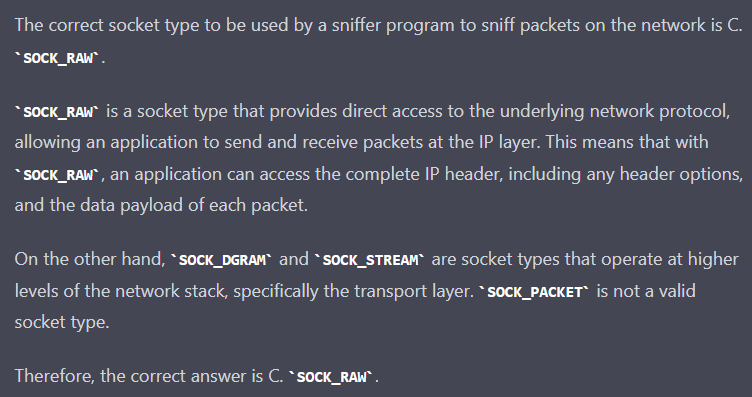 The correct socket type to be used by a sniffer program to sniff packets on the network is C.
`SOCK_RAW`.
`SOCK_RAW` is a socket type that provides direct access to the underlying network protocol,
allowing an application to send and receive packets at the IP layer. This means that with
`SOCK_RAW`, an application can access the complete IP header, including any header options,
and the data payload of each packet.
On the other hand, `SOCK_DGRAM` and `SOCK_STREAM` are socket types that operate at higher
levels of the network stack, specifically the transport layer. `SOCK_PACKET` is not a valid
socket type.
Therefore, the correct answer is C. `SOCK_RAW`.